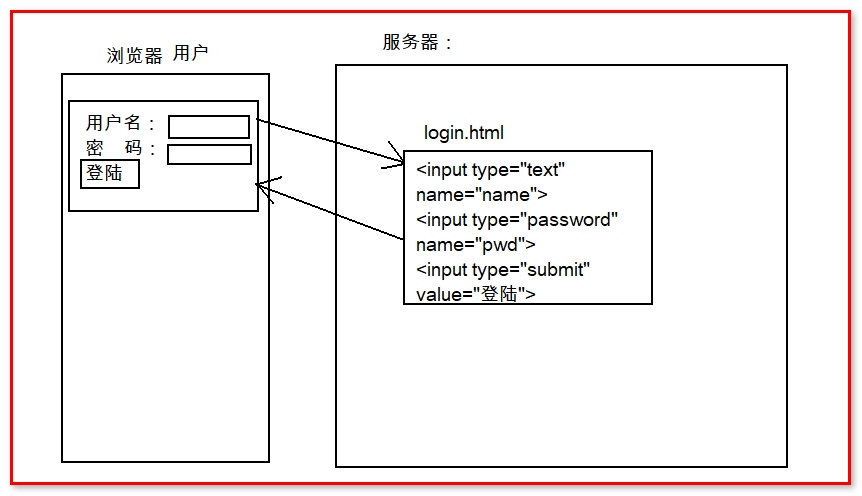 浏览器 用户
服务器：
用户名：
密 码：
登陆
login.html
<input type="text"
name="name">
<input type="password"
name="pwd">
<input type="submit"
value="登陆">